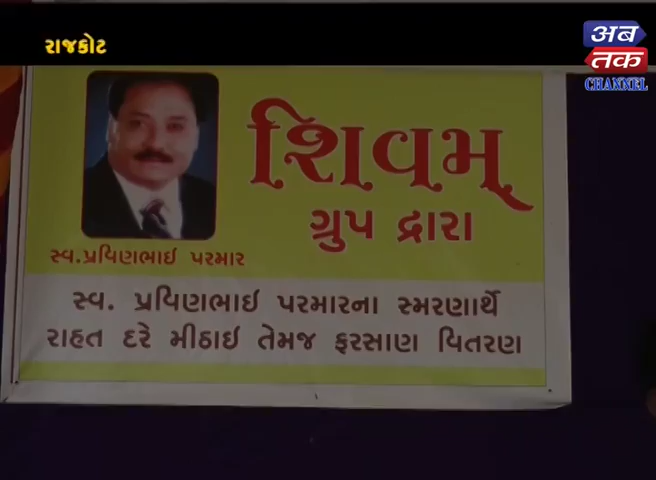 રાજકોટ
અબ
તક
CHANNEL
શિવમ્
ગ્રુપ દ્વારા
સ્વ.પ્રવિણભાઈ પરમાર
સ્વ. પ્રવિણભાઈ પરમારના સ્મરણાર્થે
રાહત દરે મીઠાઇ તેમજ ફરસાણ વિતરણ